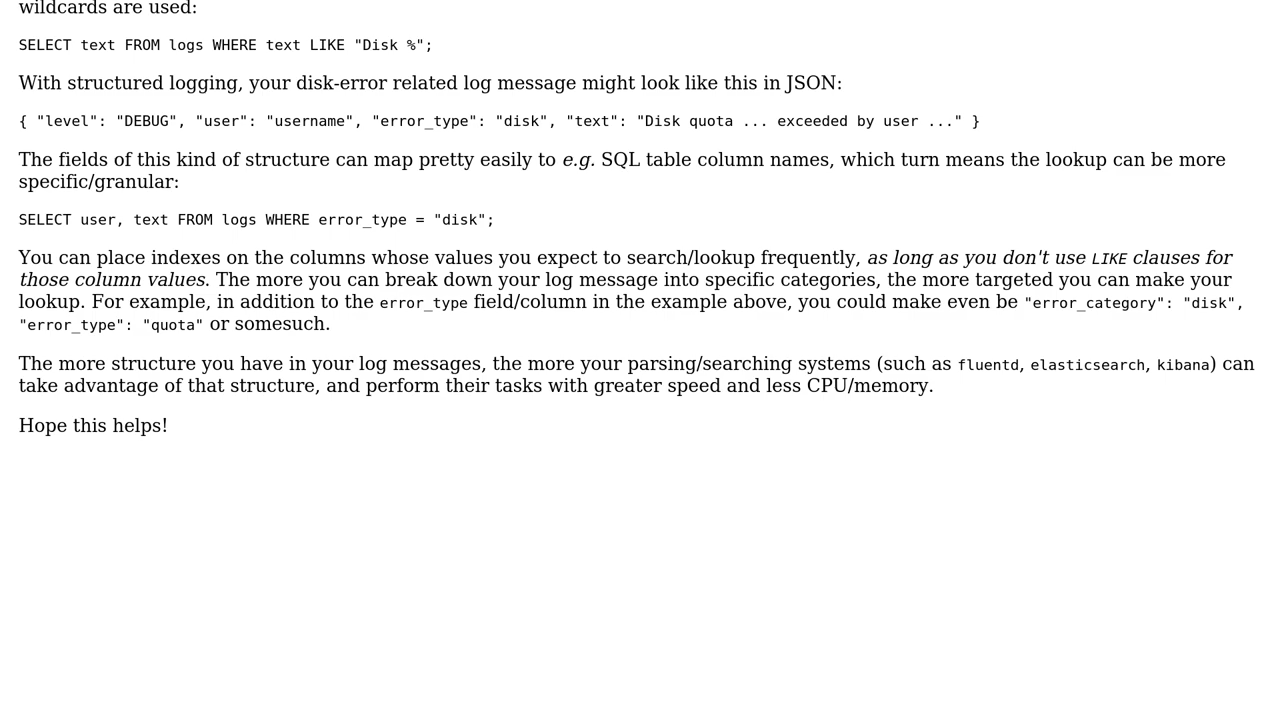 wildcards are used:
SELECT text FROM logs WHERE text LIKE "Disk %";
With structured logging, your disk-error related log message might look like this in JSON:
{ "level": "DEBUG", "user": "username", "error_type": "disk", "text": "Disk quota ... exceeded by user ..." }
The fields of this kind of structure can map pretty easily to e.g. SQL table column names, which turn means the lookup can be more
specific/granular:
SELECT user, text FROM logs WHERE error_type = "disk";
You can place indexes on the columns whose values you expect to search/lookup frequently, as long as you don't use LIKE clauses for
those column values. The more you can break down your log message into specific categories, the more targeted you can make your
lookup. For example, in addition to the error_type field/column in the example above, you could make even be "error_category": "disk",
"error_type": "quota" or somesuch.
The more structure you have in your log messages, the more your parsing/searching systems (such as fluentd, elasticsearch, kibana) can
take advantage of that structure, and perform their tasks with greater speed and less CPU/memory.
Hope this helps!